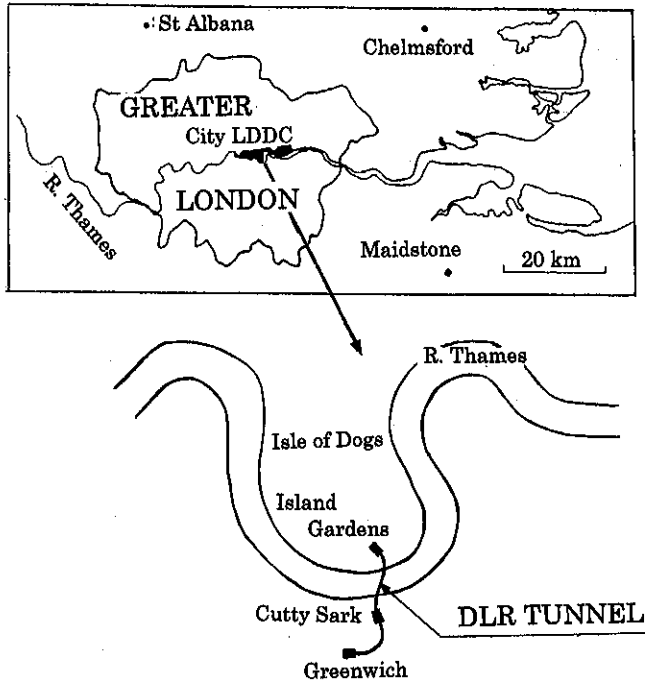 St Albana
Chelmsford
GREATER
City LDDC
LONDON
R. Thames
Maidstone
20 km
R. Thames
Isle of Dogs
Island
Gardens
Cutty Sark
DLR TUNNEL
Greenwich